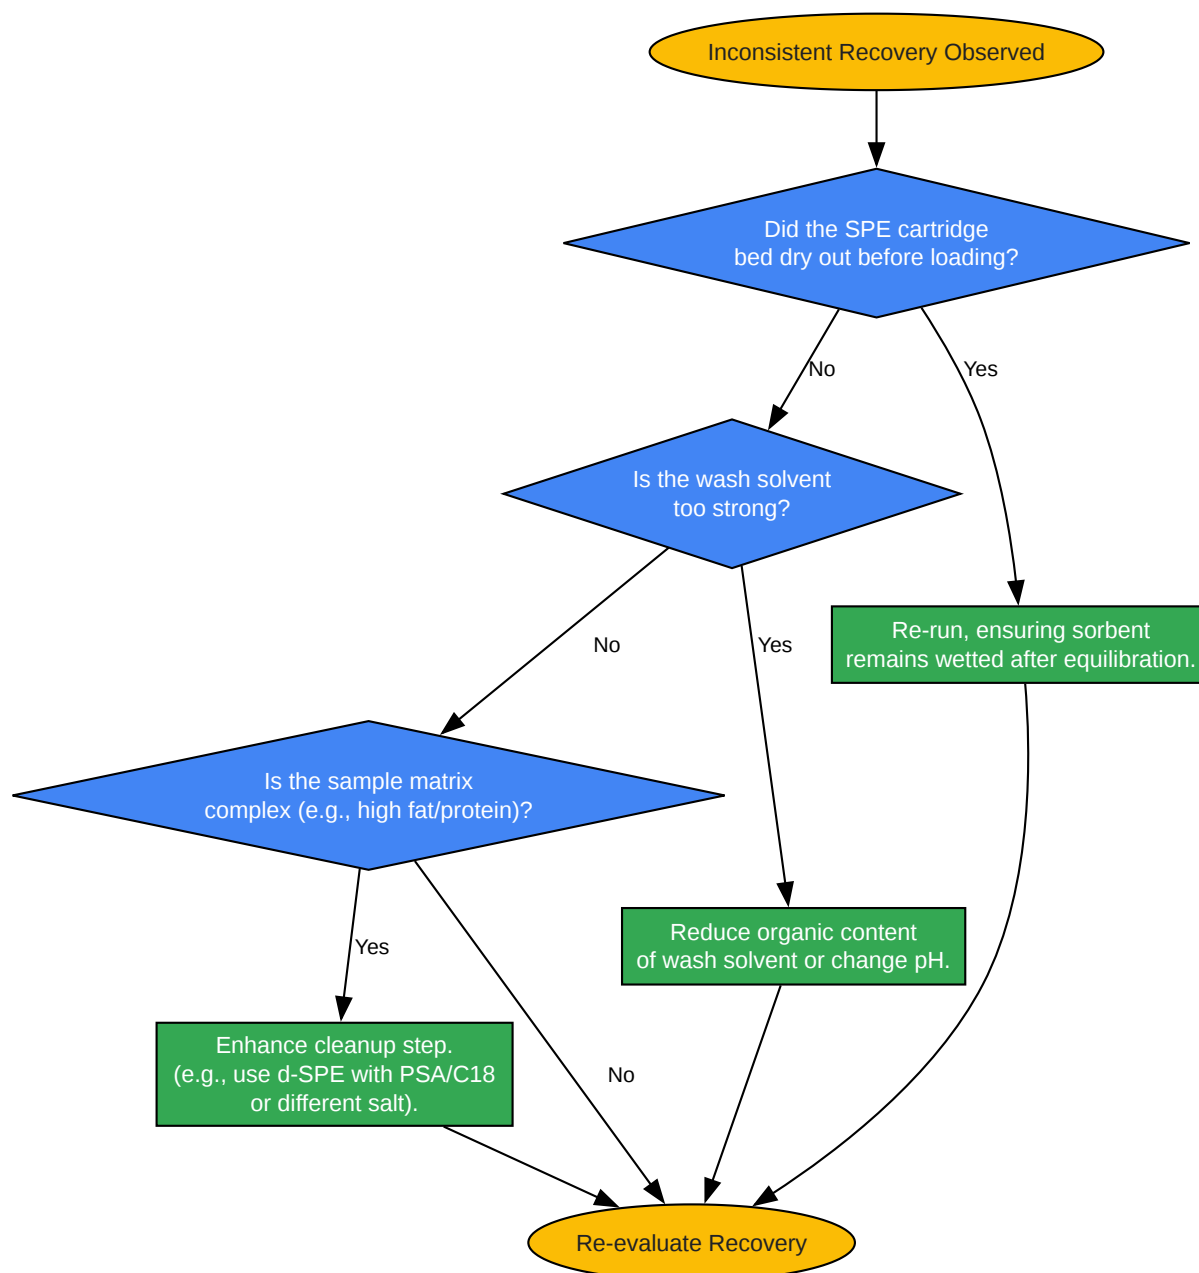 Inconsistent Recovery Observed
Did the SPE cartridge
bed dry out before loading?
No
Yes
Is the wash solvent
too strong?
No
Yes
Re-run, ensuring sorbent
remains wetted after equilibration.
Is the sample matrix
complex (e.g., high fat/protein)?
Yes
No
Reduce organic content
of wash solvent or change pH.
Enhance cleanup step.
(e.g., use d-SPE with PSA/C18
or different salt).
Re-evaluate Recovery